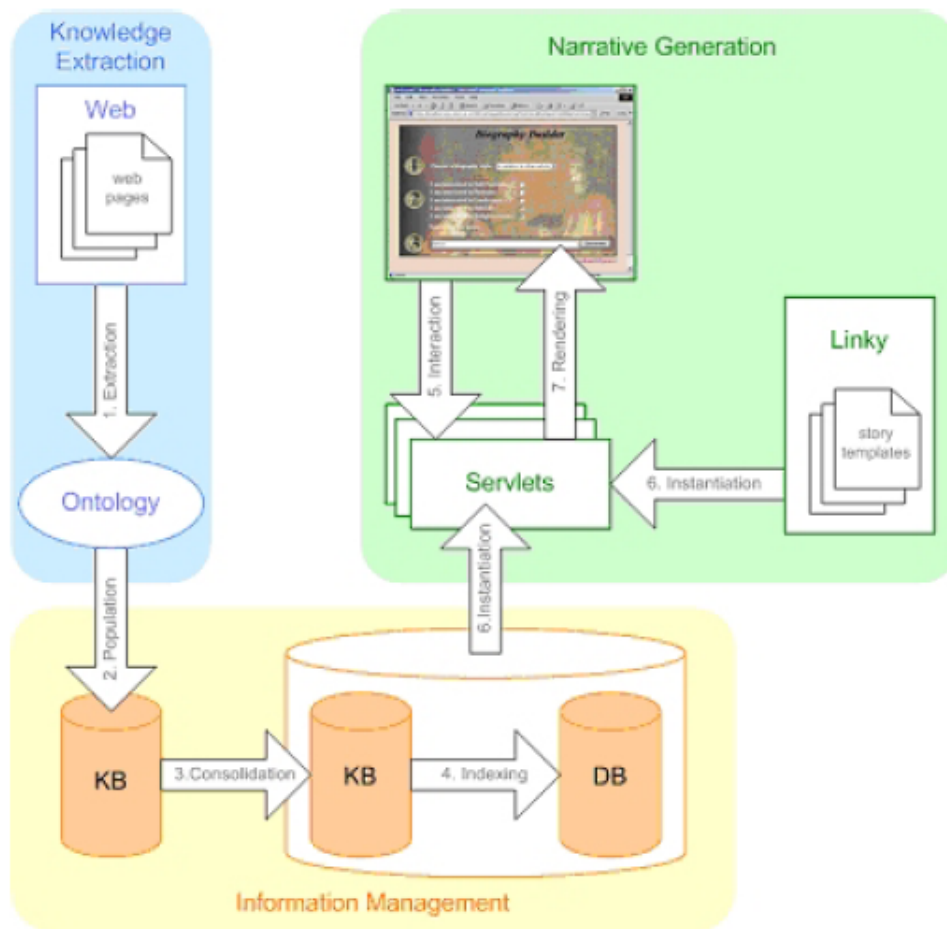 Knowledge
Extraction
Web
web
pages
1. Extraction
Ontology
2. Population
Narrative Generation
Biography Builder
5. Interaction
7. Rendering
Linky
story
templates
Servlets
6. Instantiation
6.Instantiation
KB
3.Consolidation
KB
4. Indexing
DB
Information Management